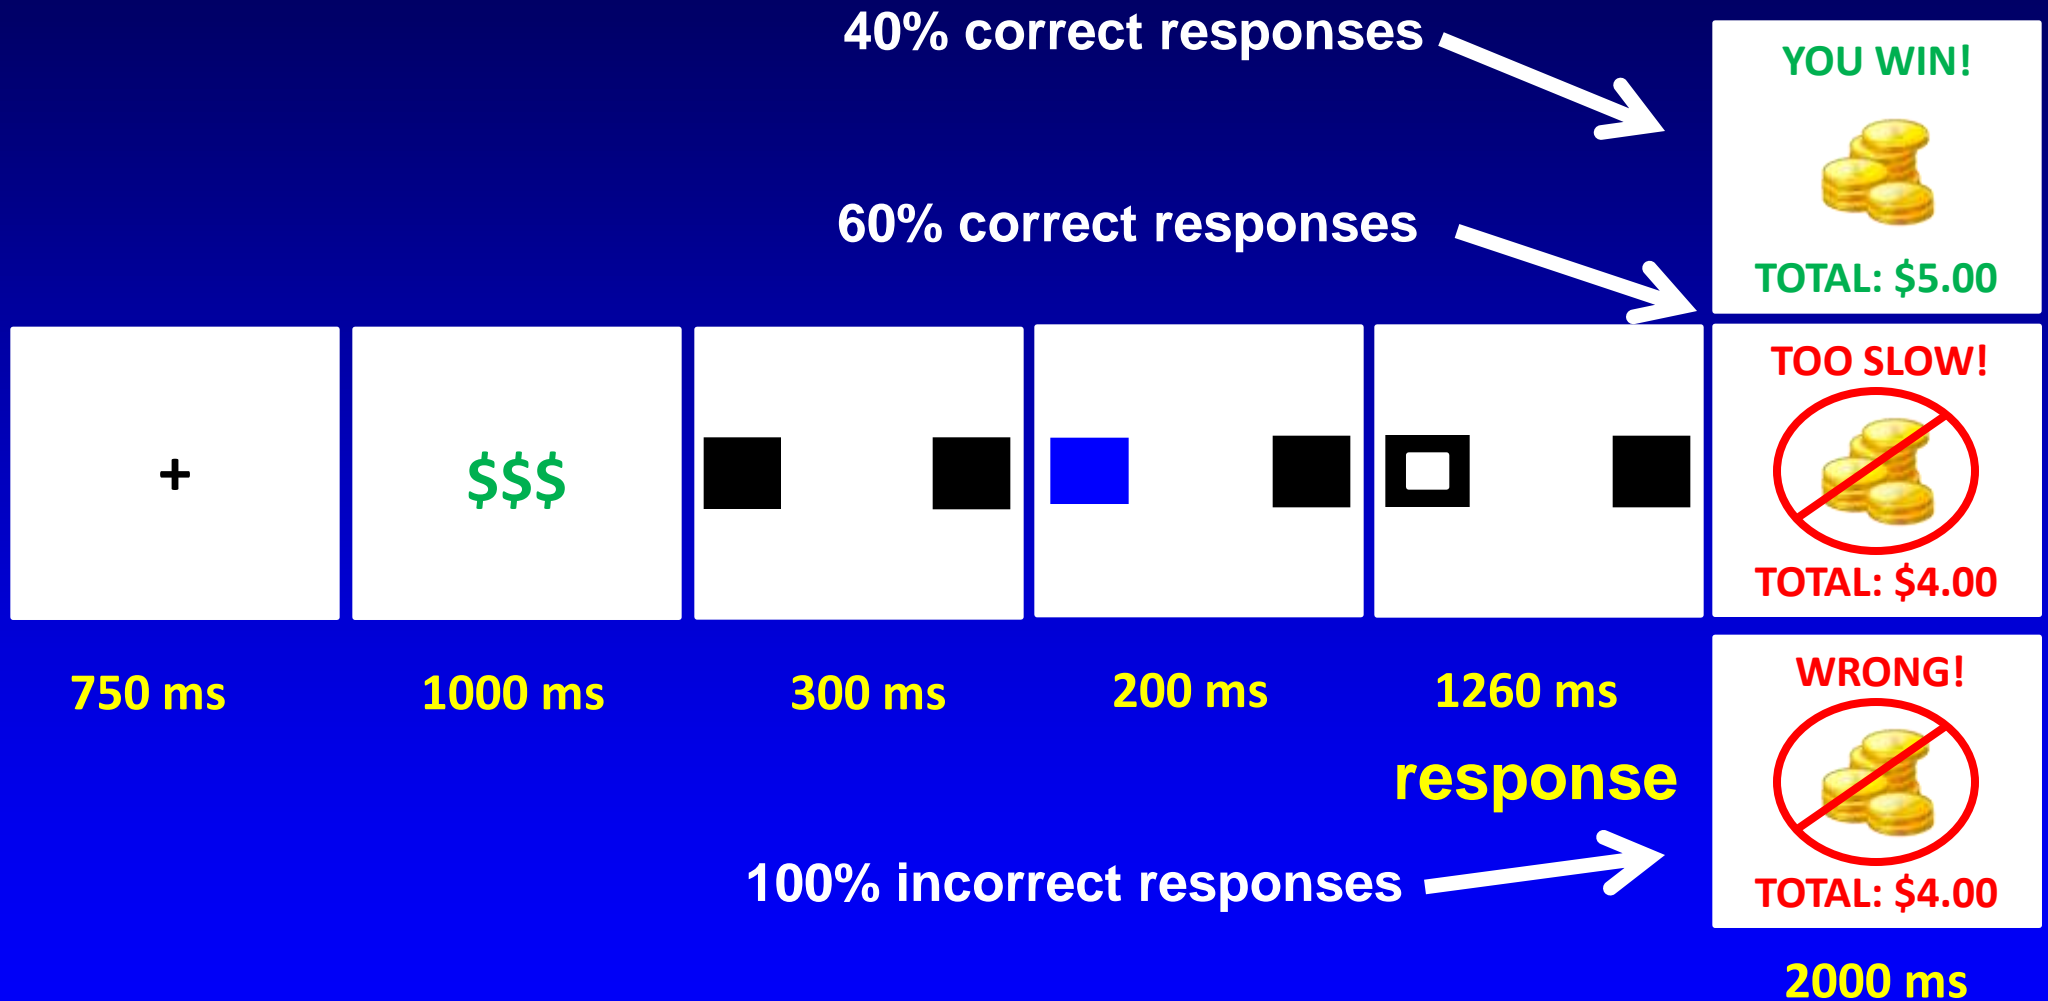 40% correct responses
YOU WIN!
TOTAL: $5.00
60% correct responses
+
$$$
TOO SLOW!
TOTAL: $4.00
750 ms
1000 ms
300 ms
200 ms
1260 ms
response
100% incorrect responses
WRONG!
TOTAL: $4.00
2000 ms